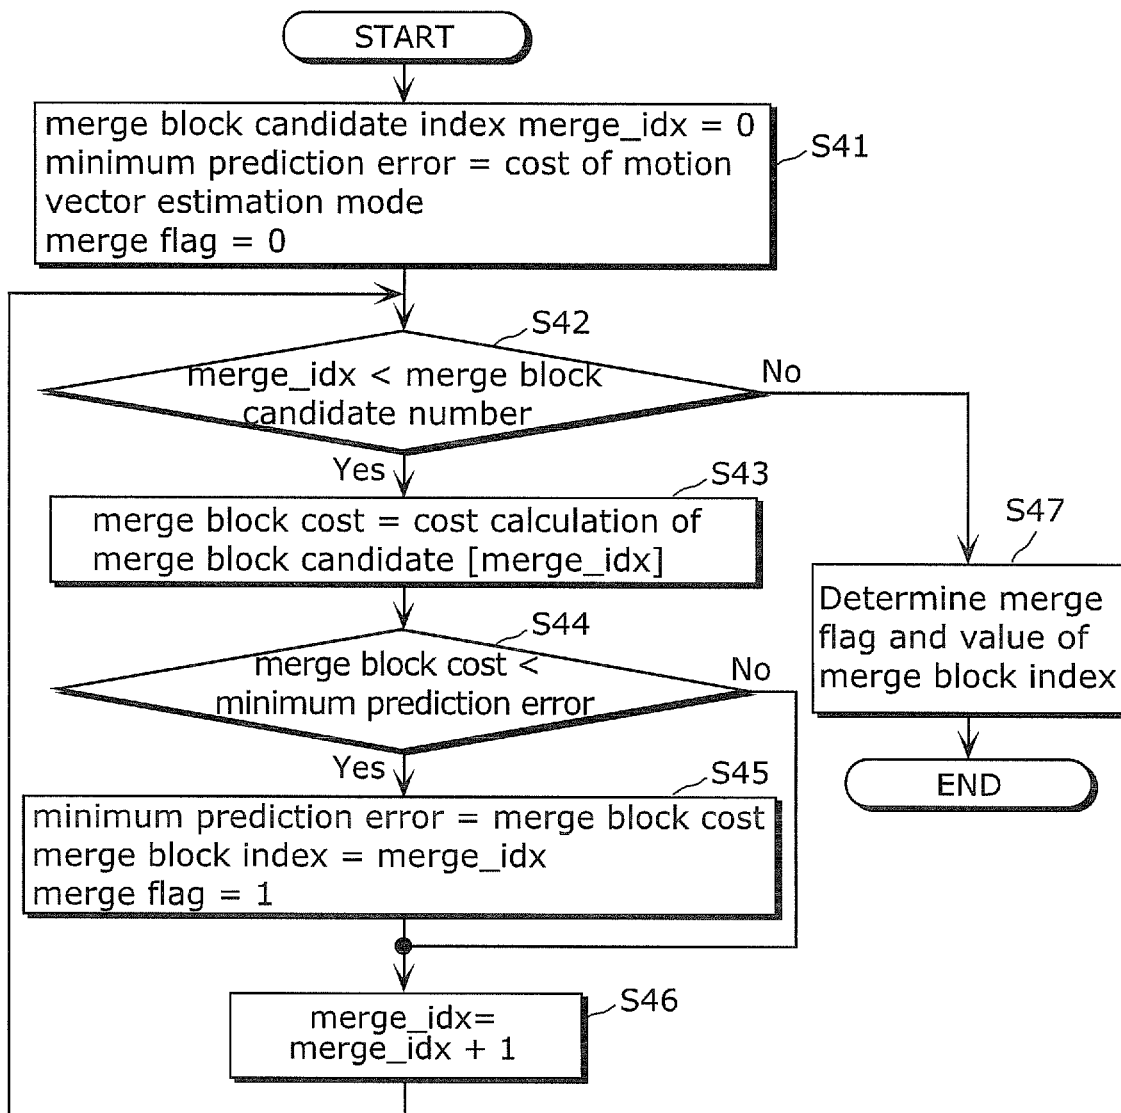 START
merge block candidate index merge_idx = 0
minimum prediction error = cost of motion
vector estimation mode
merge flag = 0
S41
S42
merge_idx < merge block
candidate number
No
Yes
S43
merge block cost = cost calculation of
merge block candidate [merge_idx]
S44
merge block cost <
minimum prediction error
No
Yes
S45
minimum prediction error = merge block cost
merge block index = merge_idx
merge flag = 1
S46
merge_idx=
merge_idx + 1
S47
Determine merge
flag and value of
merge block index
END